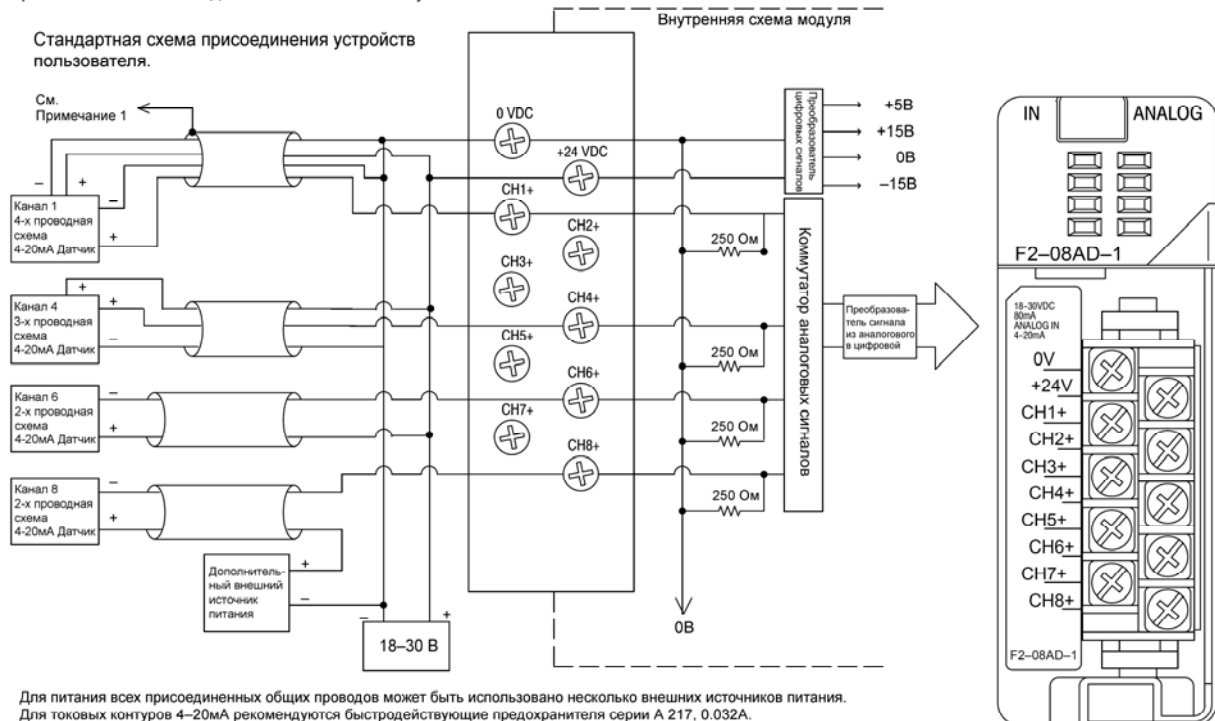 Внутренняя схема модуля
Стандартная схема присоединения устройств
пользователя.
См.
Примечание 1
0 VDC
+24 VDC
CH1+
CH2+
CH3+
CH4+
CH5+
CH6+
CH7+
CH8+
– +
–
+
Канал 1
4-х проводная
схема
4-20мА Датчик
+
+
–
Канал 4
3-х проводная
схема
4-20мА Датчик
–
+
Канал 6
2-х проводная
схема
4-20мА Датчик
–
+
Канал 8
2-х проводная
схема
4-20мА Датчик
Дополнитель-
ный внешний
источник
питания
+
–
– +
18–30 В
250 Ом
250 Ом
250 Ом
250 Ом
0В
Преобразователь
цифровых сигналов
+5В
+15В
0В
–15В
Коммутатор аналоговых сигналов
Преобразова-
тель сигнала
из аналогового
в цифровой
IN ANALOG
F2–08AD–1
18–30VDC
80mA
ANALOG IN
4–20mA
0V
+24V
CH1+
CH2+
CH3+
CH4+
CH5+
CH6+
CH7+
CH8+
F2–08AD–1
Для питания всех присоединенных общих проводов может быть использовано несколько внешних источников питания.
Для токовых контуров 4–20мА рекомендуются быстродействующие предохранителя серии А 217, 0.032А.